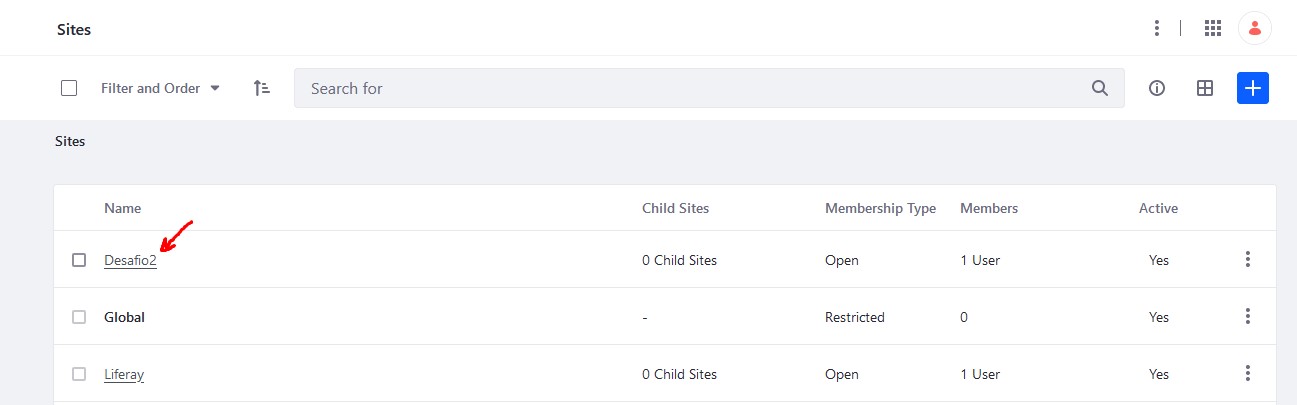 Sites
Filter and Order
Search for
Sites
Name Child Sites Membership Type Members Active
Desafio2 0 Child Sites Open 1 User Yes
Global - Restricted 0 Yes
Liferay 0 Child Sites Open 1 User Yes